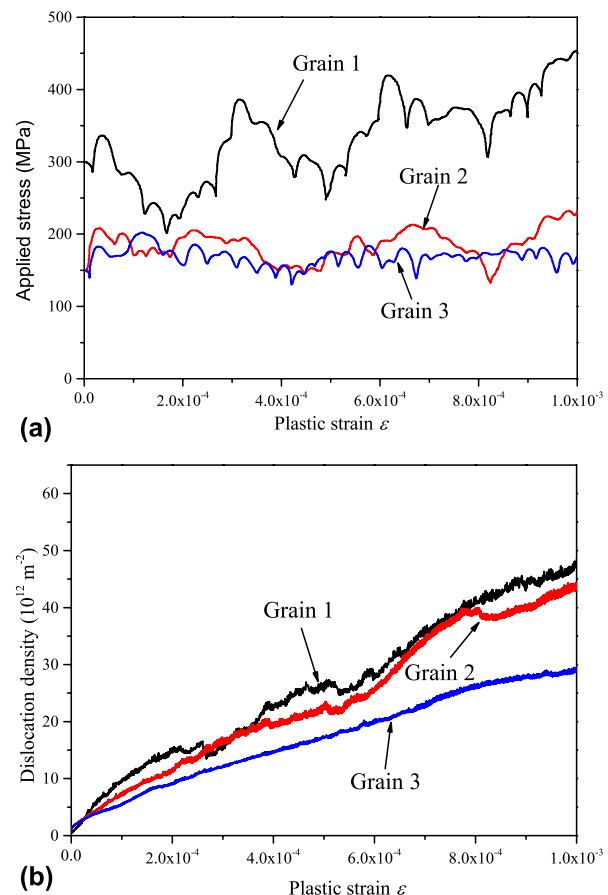 500
400
300
200
100
0
Applied stress (MPa)
Grain 1
Grain 2
Grain 3
0.0 2.0x10⁻⁴ 4.0x10⁻⁴ 6.0x10⁻⁴ 8.0x10⁻⁴ 1.0x10⁻³
Plastic strain ε
(a)
60
50
40
30
20
10
0
Dislocation density (10¹² m⁻²)
Grain 1
Grain 2
Grain 3
0.0 2.0x10⁻⁴ 4.0x10⁻⁴ 6.0x10⁻⁴ 8.0x10⁻⁴ 1.0x10⁻³
Plastic strain ε
(b)